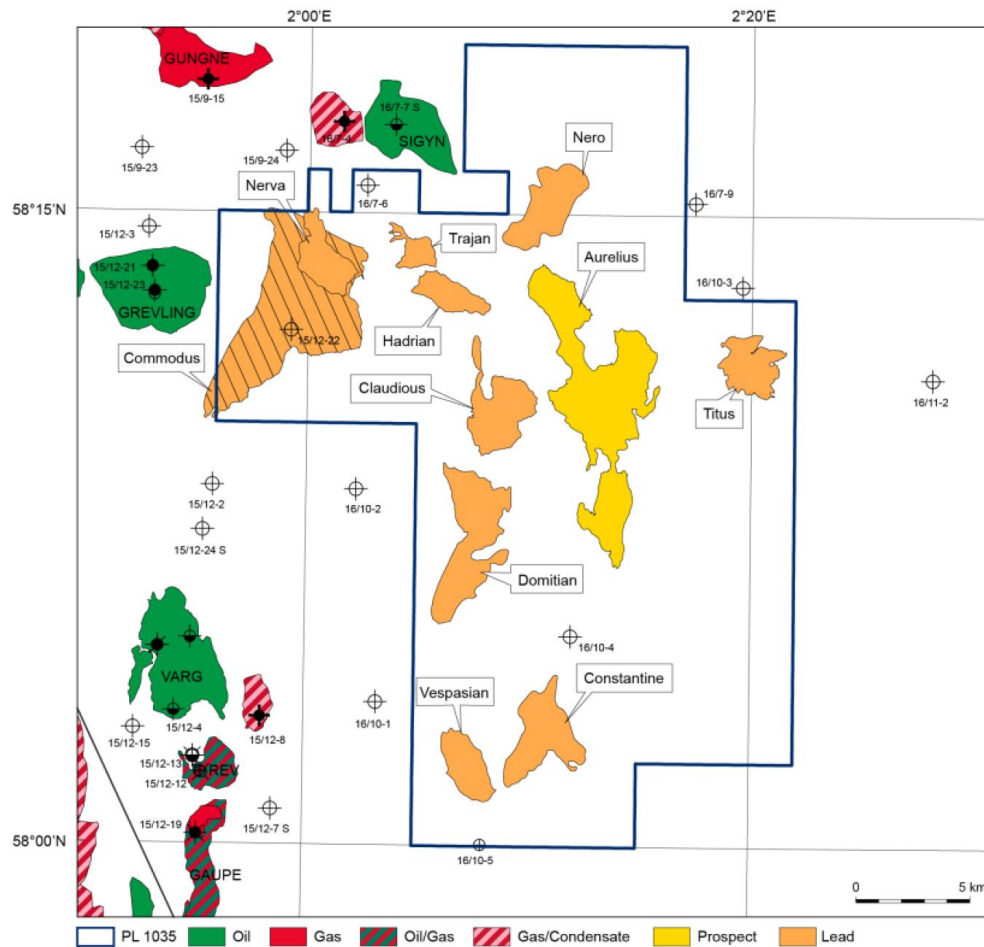 2°00'E
2°20'E
GUNGNE
15/9-15
16/7-7 S
16/7-4
SIGYN
15/9-23
15/9-24
Nero
Nerva
16/7-6
16/7-9
58°15'N
15/12-3
Trajan
Aurelius
15/12-21
15/12-23
GREVLING
16/10-3
Hadrian
15/12-22
Commodus
Claudious
Titus
16/11-2
15/12-2
16/10-2
15/12-24 S
Domitian
16/10-4
VARG
Vespasian
Constantine
15/12-4
16/10-1
15/12-15
15/12-8
15/12-13
REV
15/12-12
15/12-19
15/12-7 S
58°00'N
16/10-5
GAUPE
0 5 km
PL 1035 Oil Gas Oil/Gas Gas/Condensate Prospect Lead